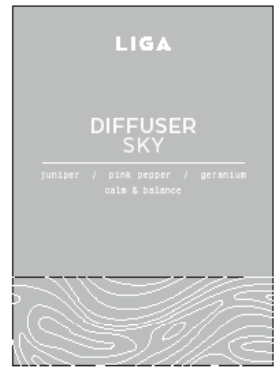 LIGA
DIFFUSER
SKY
juniper / pink pepper / geranium
calm & balance